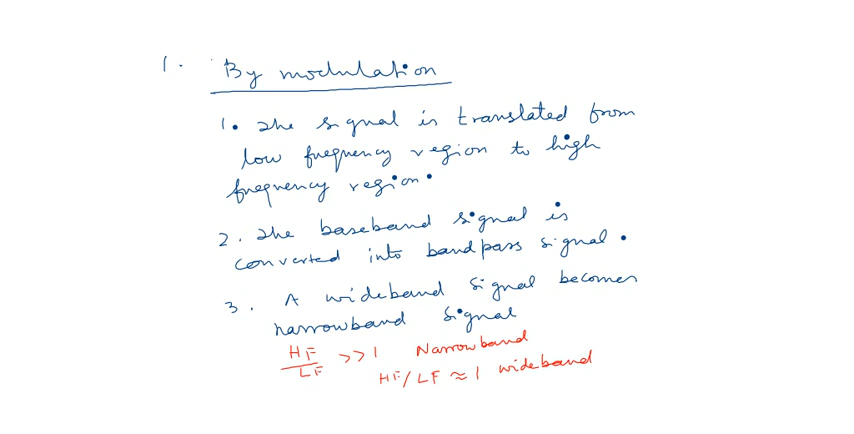 1. By modulation
1. The signal is translated from
low frequency region to high
frequency region.
2. The baseband signal is
converted into bandpass signal.
3. A wideband signal becomes
narrowband signal
HF/LF >> 1 Narrowband
HF/LF ≈ 1 wideband